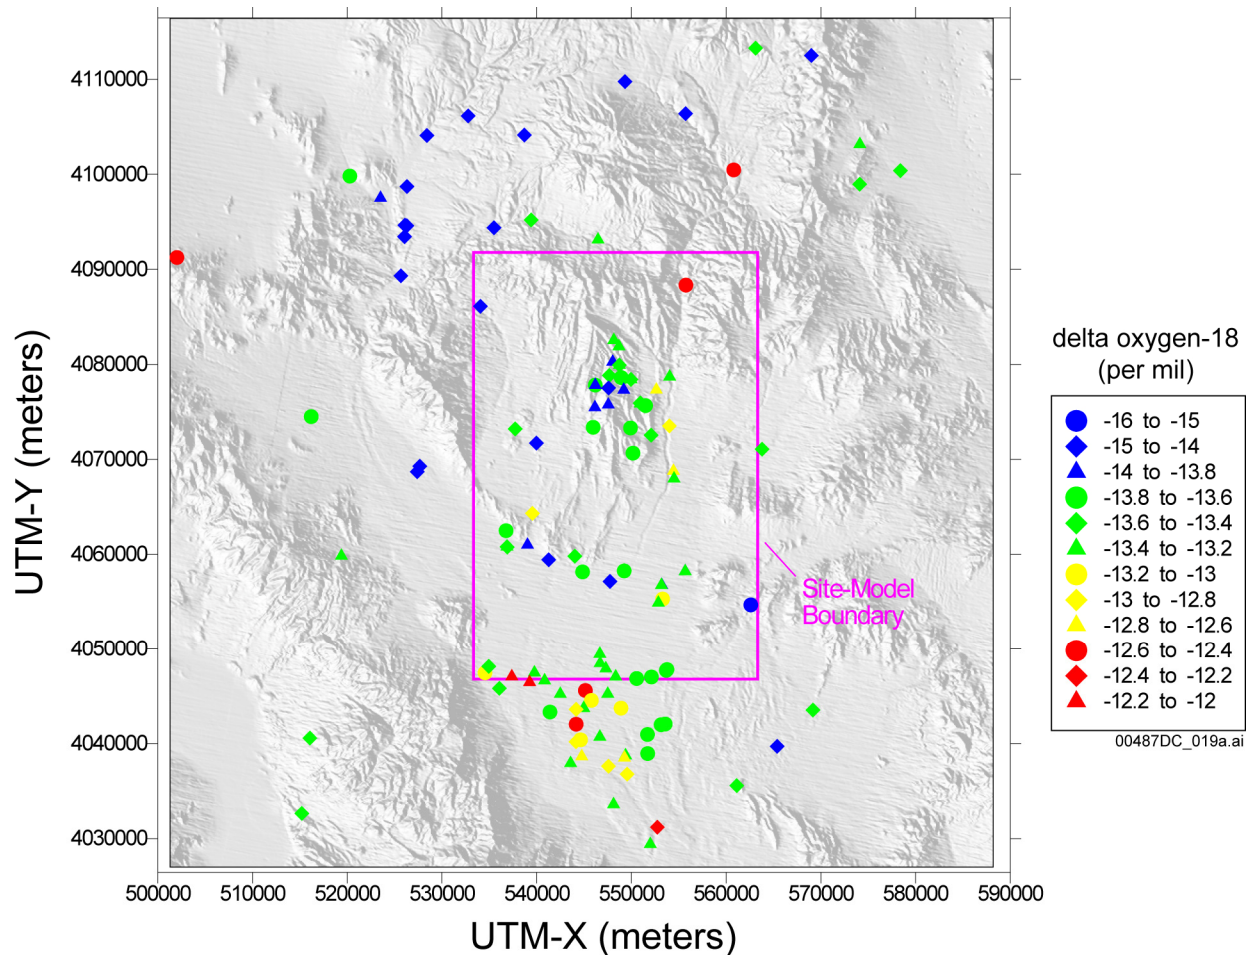 UTM-Y (meters)
4110000
4100000
4090000
4080000
4070000
4060000
4050000
4040000
4030000
500000 510000 520000 530000 540000 550000 560000 570000 580000 590000
UTM-X (meters)
Site-Model
Boundary
delta oxygen-18
(per mil)
-16 to -15
-15 to -14
-14 to -13.8
-13.8 to -13.6
-13.6 to -13.4
-13.4 to -13.2
-13.2 to -13
-13 to -12.8
-12.8 to -12.6
-12.6 to -12.4
-12.4 to -12.2
-12.2 to -12
00487DC_019a.ai